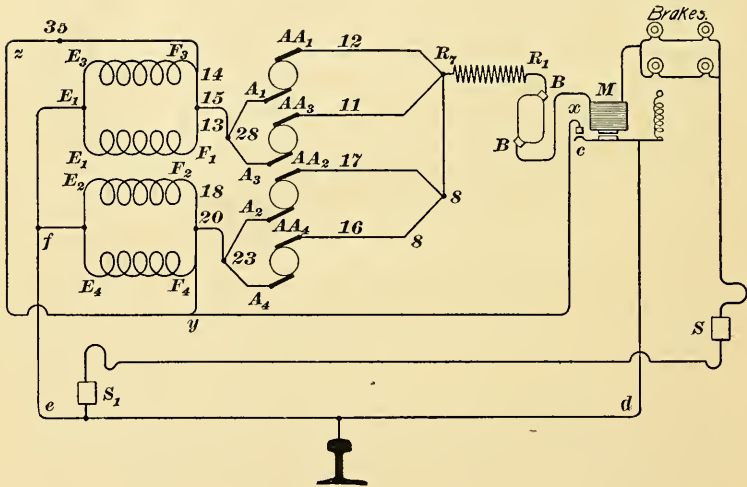 Brakes.
35
z
E3
F3
AA1
12
R7
R1
14
M
E1
15
A1
B
x
13
28
AA3
11
B
c
E1
F1
A3
E2
F2
AA2
17
18
8
20
A2
AA4
16
f
8
23
E4
F4
A4
y
S
S1
e
d